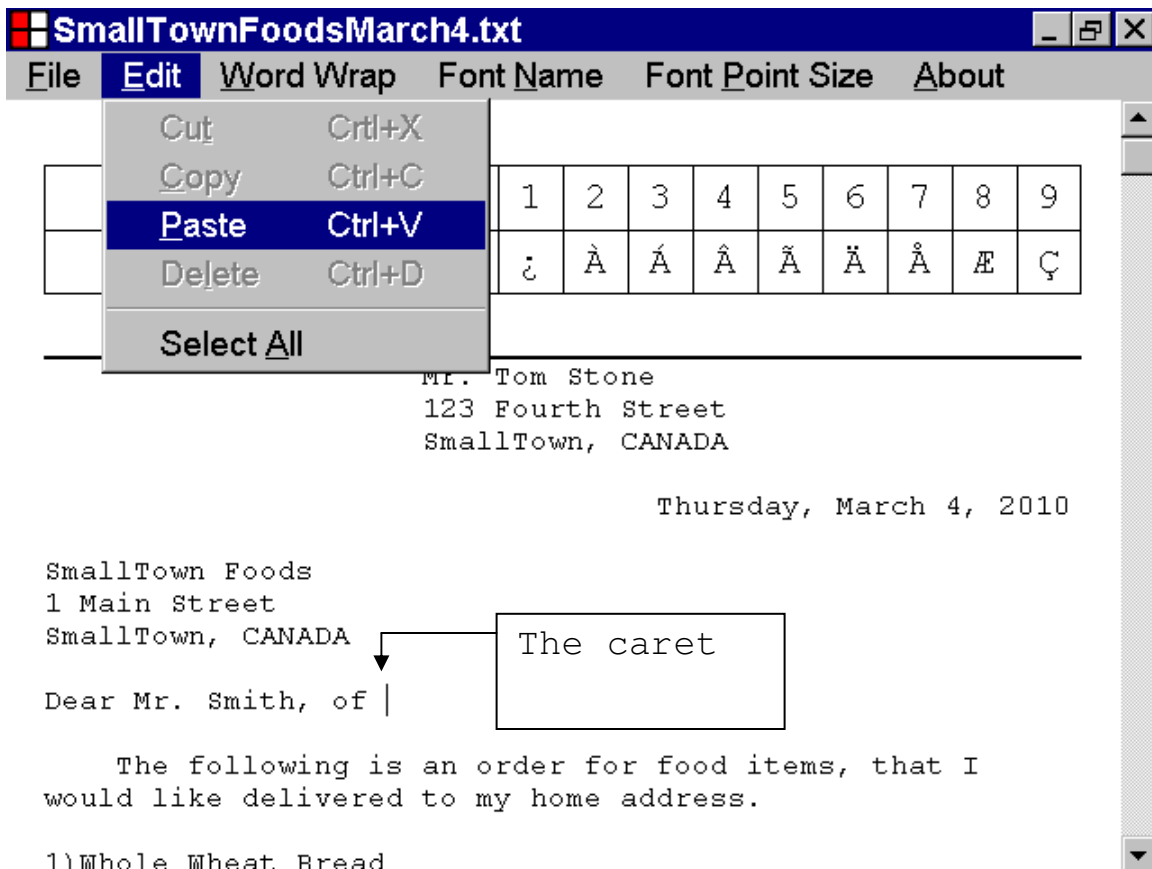 SmallTownFoodsMarch4.txt
File Edit Word Wrap Font Name Font Point Size About
Cut Crtl+X
Copy Ctrl+C
Paste Ctrl+V
Delete Ctrl+D
Select All
1 2 3 4 5 6 7 8 9
¿ À Á Â Ã Ä Å Æ Ç
Mr. Tom Stone
123 Fourth Street
SmallTown, CANADA
Thursday, March 4, 2010
SmallTown Foods
1 Main Street
SmallTown, CANADA
The caret
Dear Mr. Smith, of
The following is an order for food items, that I
would like delivered to my home address.
1)Whole Wheat Bread